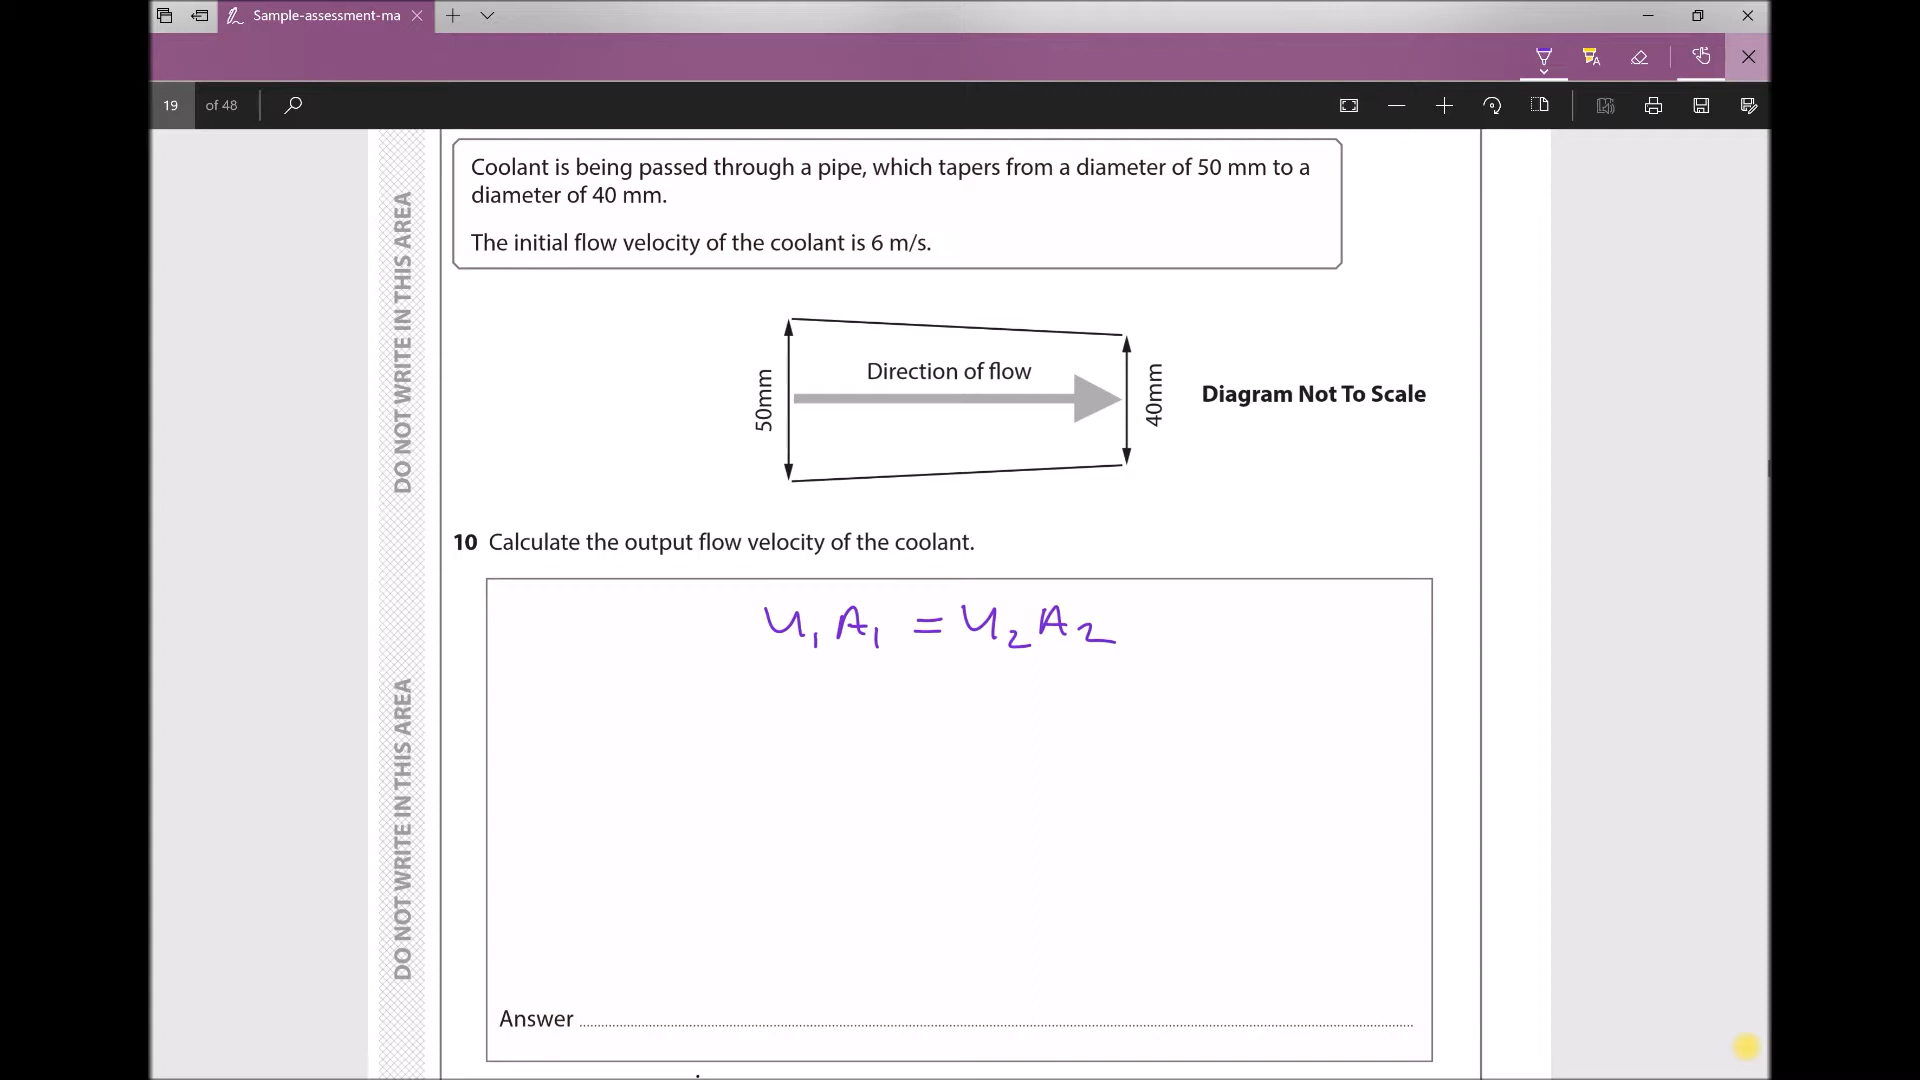 Sample-assessment-ma
19 of 48
Coolant is being passed through a pipe, which tapers from a diameter of 50 mm to a
diameter of 40 mm.
The initial flow velocity of the coolant is 6 m/s.
DO NOT WRITE IN THIS AREA
50mm
Direction of flow
40mm
Diagram Not To Scale
10 Calculate the output flow velocity of the coolant.
U₁A₁ = U₂A₂
DO NOT WRITE IN THIS AREA
Answer